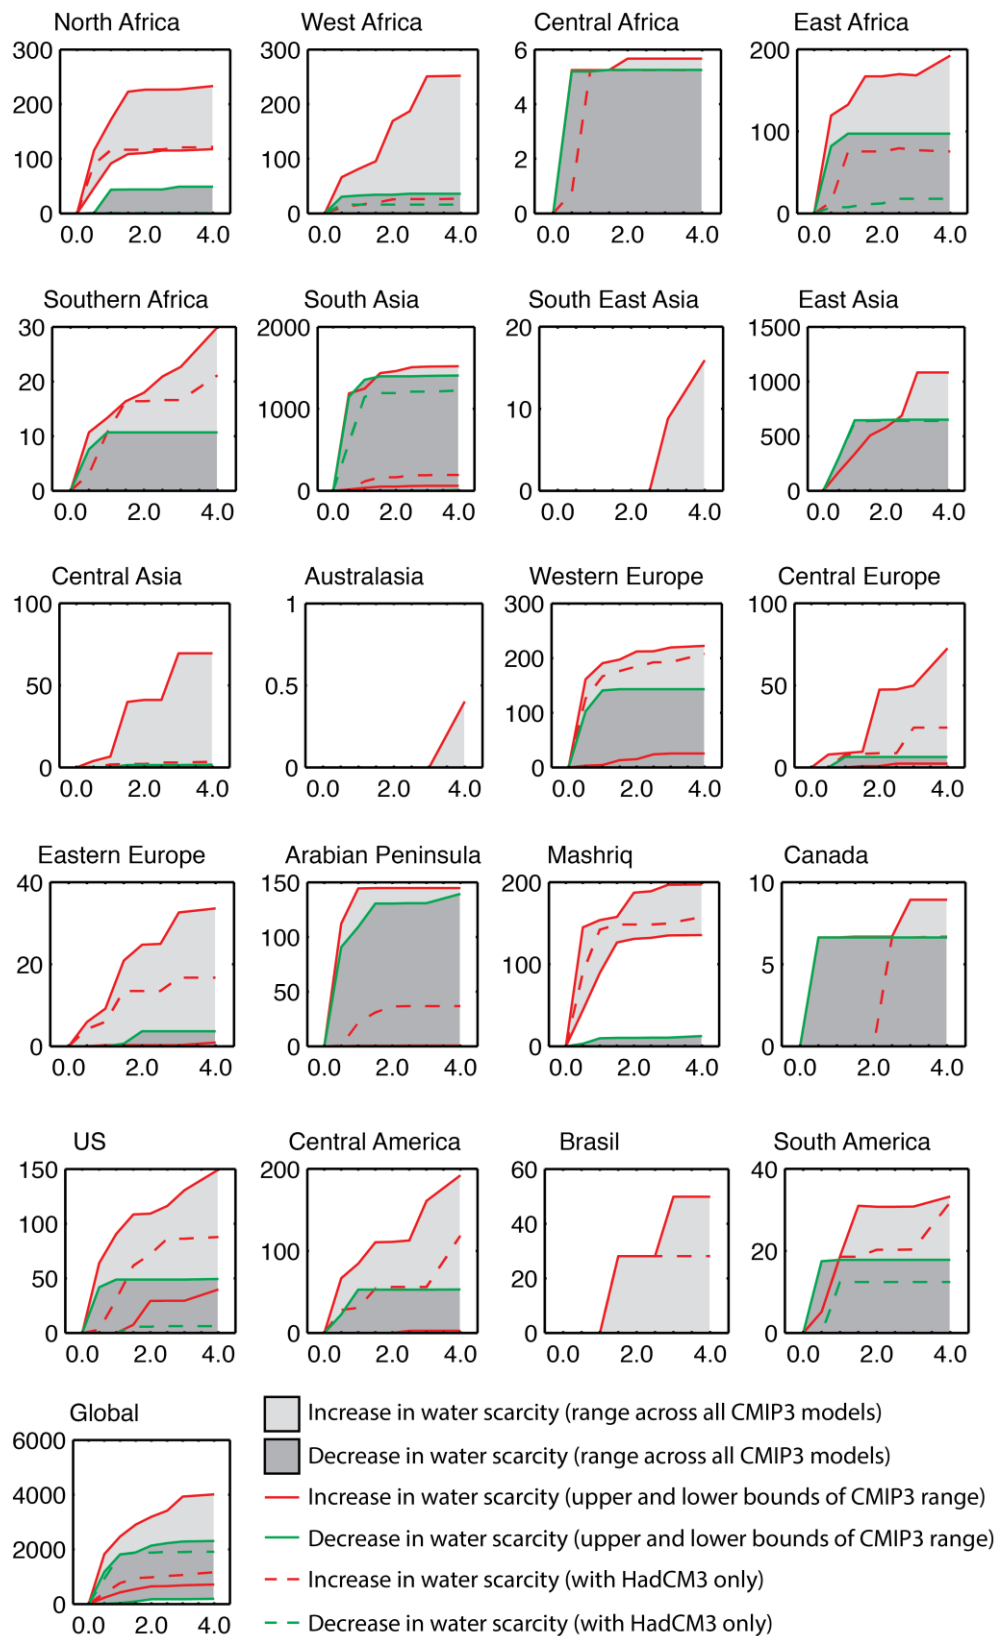 North Africa West Africa Central Africa East Africa
300 300 6 200
200 200 4
100 100 2 100
0 0 0 0
0.0 2.0 4.0 0.0 2.0 4.0 0.0 2.0 4.0 0.0 2.0 4.0
Southern Africa South Asia South East Asia East Asia
30 2000 20 1500
20 1000 10 1000
10 500
0 0 0 0
0.0 2.0 4.0 0.0 2.0 4.0 0.0 2.0 4.0 0.0 2.0 4.0
Central Asia Australasia Western Europe Central Europe
100 1 300 100
50 0.5 200 50
100
0 0 0 0
0.0 2.0 4.0 0.0 2.0 4.0 0.0 2.0 4.0 0.0 2.0 4.0
Eastern Europe Arabian Peninsula Mashriq Canada
40 150 200 10
20 100 100 5
50
0 0 0 0
0.0 2.0 4.0 0.0 2.0 4.0 0.0 2.0 4.0 0.0 2.0 4.0
US Central America Brasil South America
150 200 60 40
100 100 40 20
50 20
0 0 0 0
0.0 2.0 4.0 0.0 2.0 4.0 0.0 2.0 4.0 0.0 2.0 4.0
Global
6000
4000
2000
0
0.0 2.0 4.0
Increase in water scarcity (range across all CMIP3 models)
Decrease in water scarcity (range across all CMIP3 models)
Increase in water scarcity (upper and lower bounds of CMIP3 range)
Decrease in water scarcity (upper and lower bounds of CMIP3 range)
Increase in water scarcity (with HadCM3 only)
Decrease in water scarcity (with HadCM3 only)